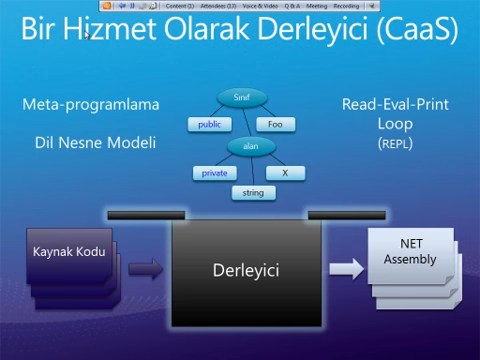 Content (1) Attendees (13) Voice & Video Q & A Meeting Recording
Bir Hizmet Olarak Derleyici (CaaS)
Meta-programlama
Dil Nesne Modeli
Sınıf
public
Foo
alan
private
X
string
Read-Eval-Print
Loop
(REPL)
Kaynak Kodu
Derleyici
NET
Assembly